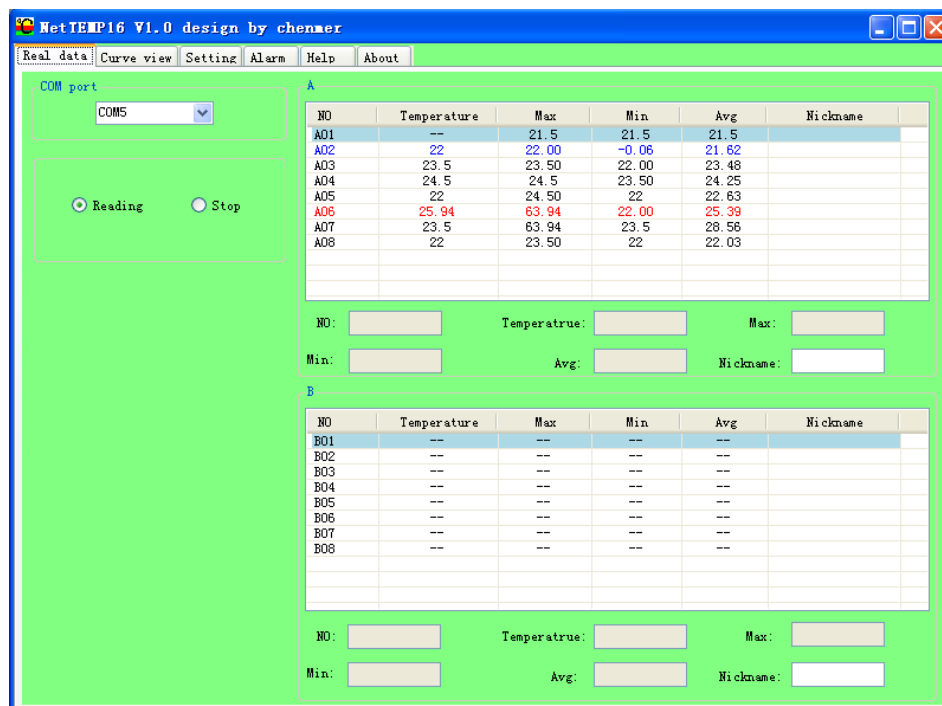 NetTEMP16 V1.0 design by chenmer
Real data Curve view Setting Alarm Help About
COM port
COM5
Reading Stop
A
NO Temperature Max Min Avg Nickname
A01 -- 21.5 21.5 21.5
A02 22 22.00 -0.06 21.62
A03 23.5 23.50 22.00 23.48
A04 24.5 24.5 23.50 24.25
A05 22 24.50 22 22.63
A06 25.94 63.94 22.00 25.39
A07 23.5 63.94 23.5 28.56
A08 22 23.50 22 22.03
NO: Temperatrue: Max:
Min: Avg: Nickname:
B
NO Temperature Max Min Avg Nickname
B01 -- -- -- --
B02 -- -- -- --
B03 -- -- -- --
B04 -- -- -- --
B05 -- -- -- --
B06 -- -- -- --
B07 -- -- -- --
B08 -- -- -- --
NO: Temperatrue: Max:
Min: Avg: Nickname: